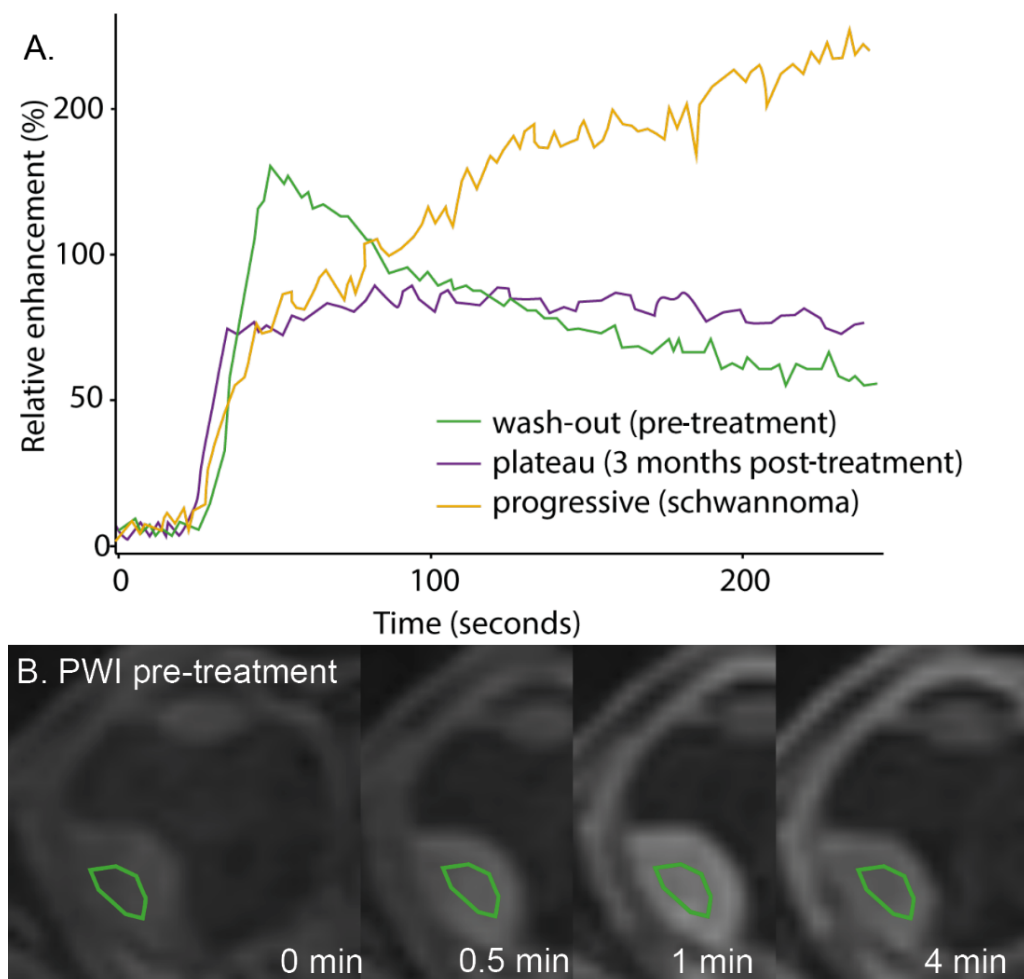 A.
Relative enhancement (%)
200
100
50
0
wash-out (pre-treatment)
plateau (3 months post-treatment)
progressive (schwannoma)
0 100 200
Time (seconds)
B. PWI pre-treatment
0 min 0.5 min 1 min 4 min